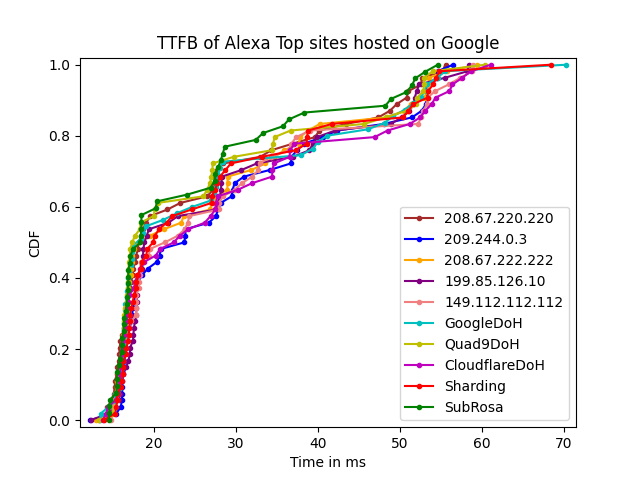 TTFB of Alexa Top sites hosted on Google
1.0
0.8
0.6
0.4
0.2
0.0
CDF
20
30
40
50
60
70
Time in ms
208.67.220.220
209.244.0.3
208.67.222.222
199.85.126.10
149.112.112.112
GoogleDoH
Quad9DoH
CloudflareDoH
Sharding
SubRosa